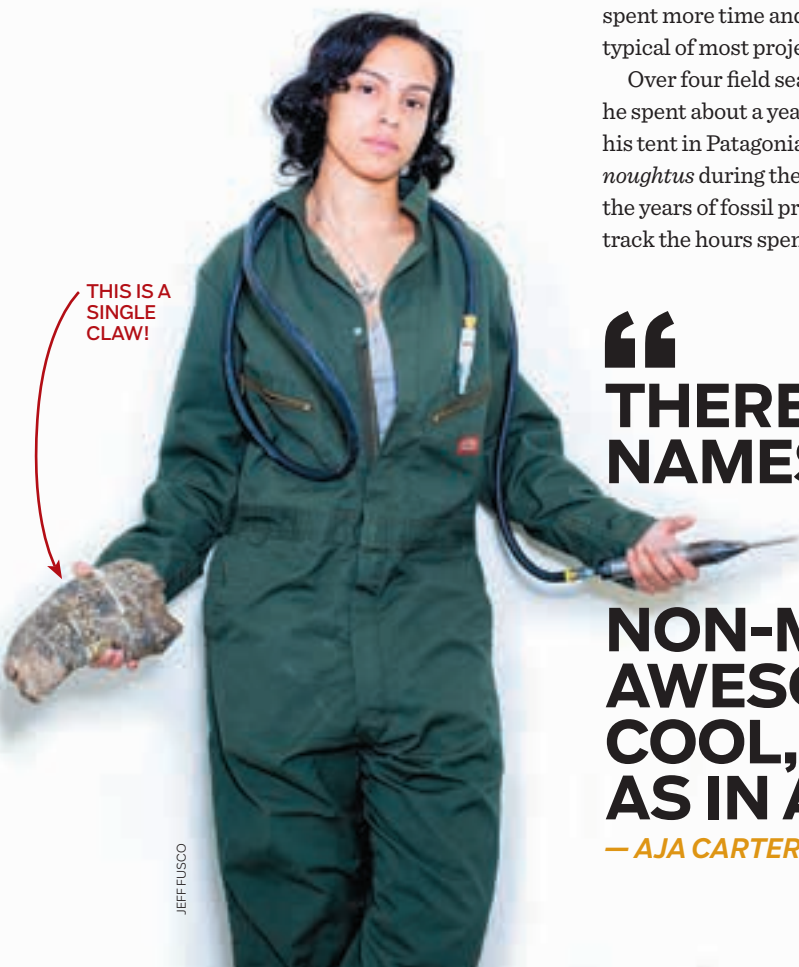 spent more time and
typical of most proje
Over four field sea
he spent about a yea
his tent in Patagonia
noughtus during the
the years of fossil pr
track the hours spen
THIS IS A
SINGLE
CLAW!
“
THERE
NAMES
NON-M
AWESO
COOL,
AS IN A
— AJA CARTER
JEFF FUSCO